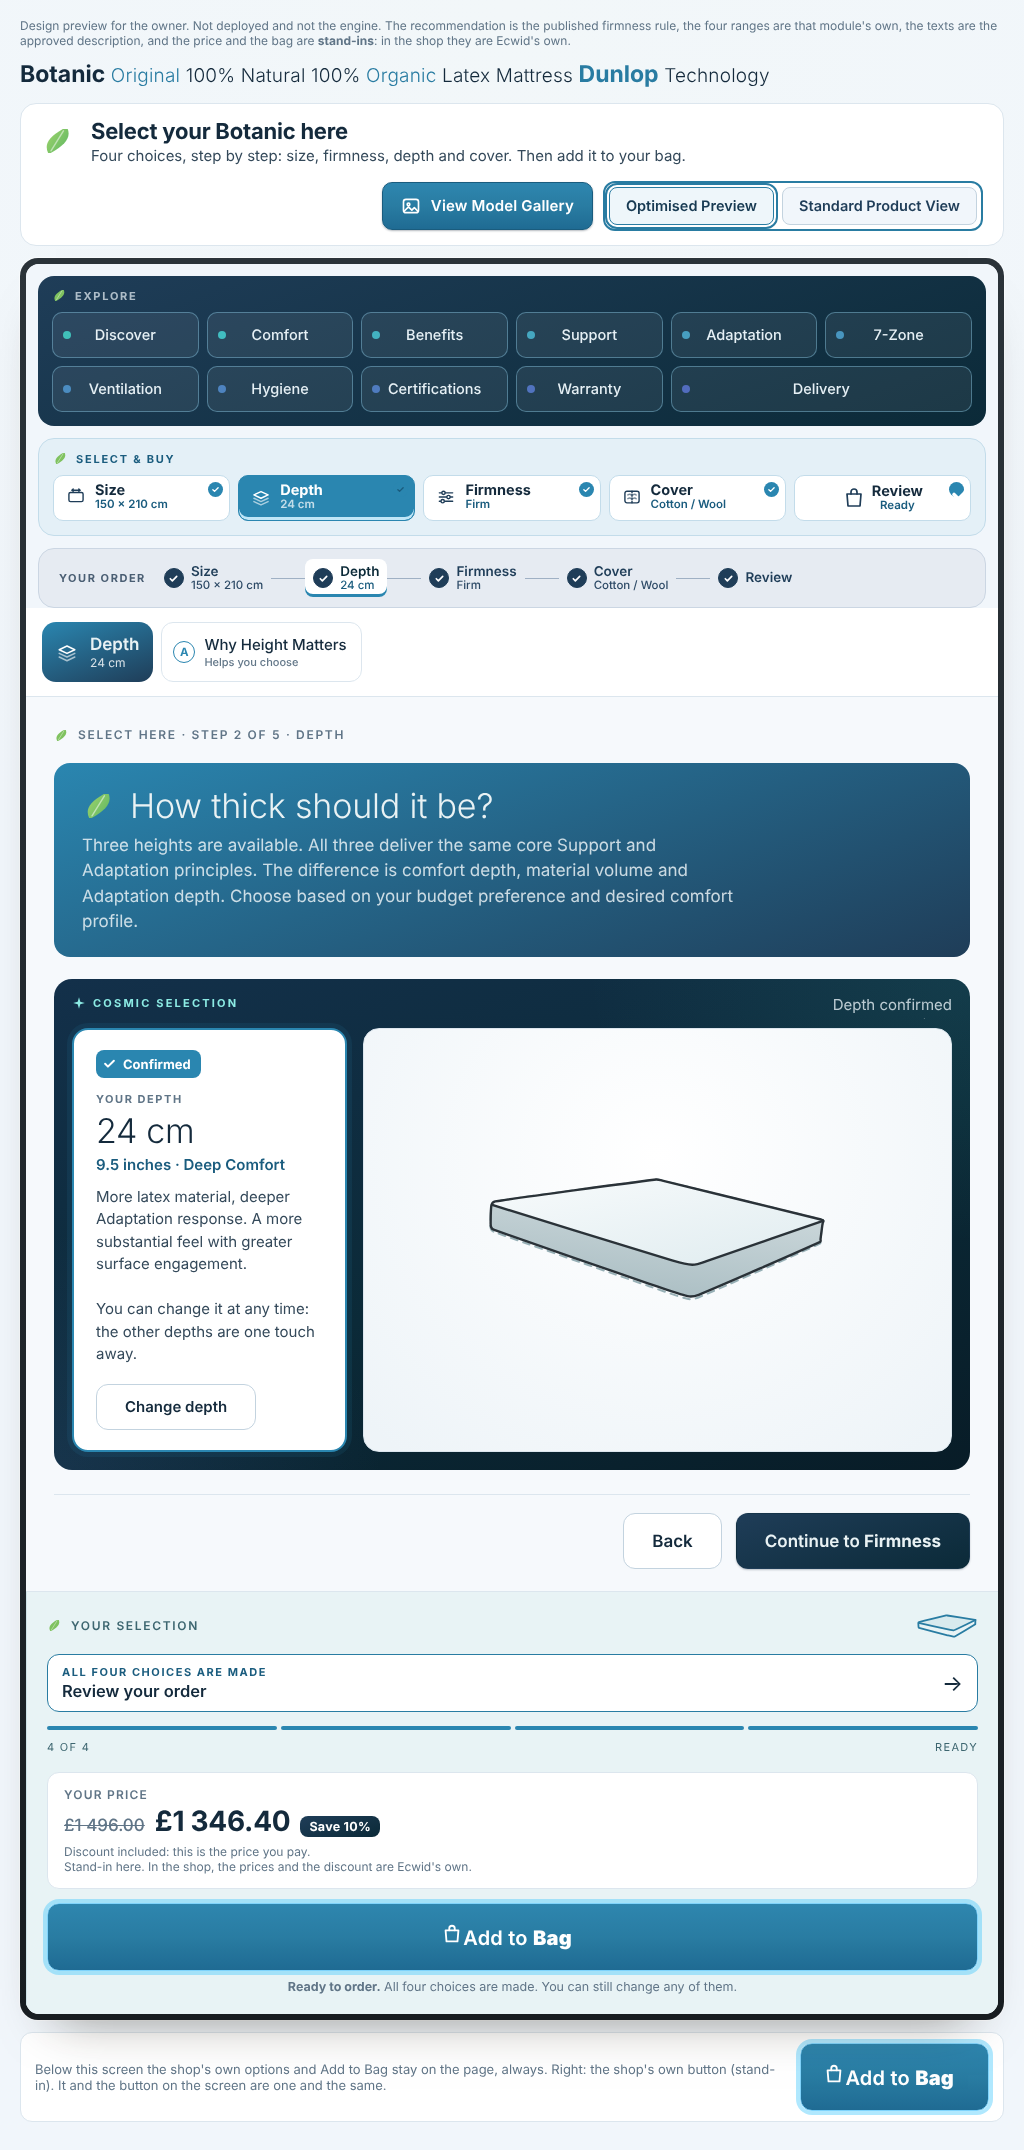 Design preview for the owner. Not deployed and not the engine. The recommendation is the published firmness rule, the four ranges are that module's own, the texts are the
approved description, and the price and the bag are stand-ins: in the shop they are Ecwid's own.
Botanic Original 100% Natural 100% Organic Latex Mattress Dunlop Technology
Select your Botanic here
Four choices, step by step: size, firmness, depth and cover. Then add it to your bag.
View Model Gallery
Optimised Preview
Standard Product View
EXPLORE
Discover
Comfort
Benefits
Support
Adaptation
7-Zone
Ventilation
Hygiene
Certifications
Warranty
Delivery
SELECT & BUY
Size
150 × 210 cm
Depth
24 cm
Firmness
Firm
Cover
Cotton / Wool
Review
Ready
YOUR ORDER
Size
150 × 210 cm
Depth
24 cm
Firmness
Firm
Cover
Cotton / Wool
Review
Depth
24 cm
A
Why Height Matters
Helps you choose
SELECT HERE · STEP 2 OF 5 · DEPTH
How thick should it be?
Three heights are available. All three deliver the same core Support and
Adaptation principles. The difference is comfort depth, material volume and
Adaptation depth. Choose based on your budget preference and desired comfort
profile.
COSMIC SELECTION
Depth confirmed
Confirmed
YOUR DEPTH
24 cm
9.5 inches · Deep Comfort
More latex material, deeper
Adaptation response. A more
substantial feel with greater
surface engagement.
You can change it at any time:
the other depths are one touch
away.
Change depth
Back
Continue to Firmness
YOUR SELECTION
ALL FOUR CHOICES ARE MADE
Review your order
4 OF 4
READY
YOUR PRICE
£1 496.00 £1 346.40 Save 10%
Discount included: this is the price you pay.
Stand-in here. In the shop, the prices and the discount are Ecwid's own.
Add to Bag
Ready to order. All four choices are made. You can still change any of them.
Below this screen the shop's own options and Add to Bag stay on the page, always. Right: the shop's own button (stand-
in). It and the button on the screen are one and the same.
Add to Bag